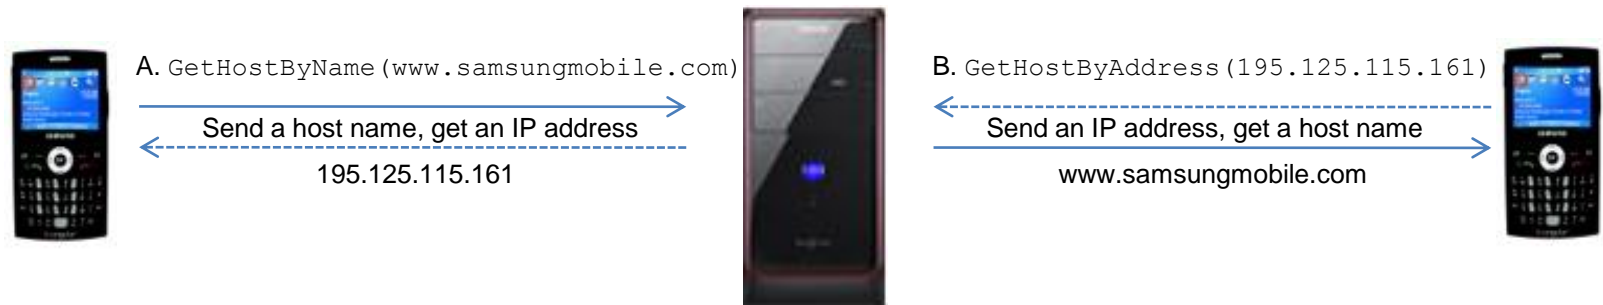 A. GetHostByName(www.samsungmobile.com)
Send a host name, get an IP address
195.125.115.161
B. GetHostByAddress(195.125.115.161)
Send an IP address, get a host name
www.samsungmobile.com